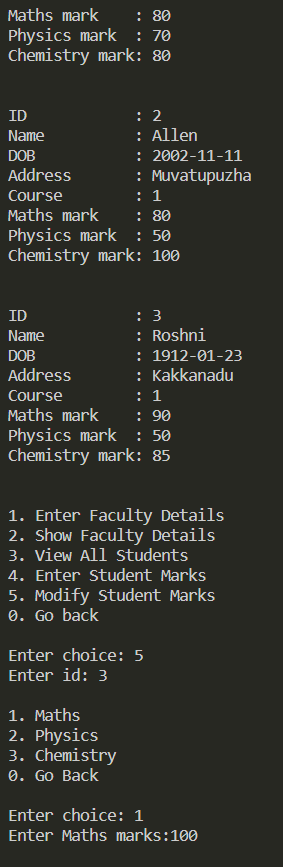 Maths mark    : 80
Physics mark  : 70
Chemistry mark: 80
ID            : 2
Name          : Allen
DOB           : 2002-11-11
Address       : Muvatupuzha
Course        : 1
Maths mark    : 80
Physics mark  : 50
Chemistry mark: 100
ID            : 3
Name          : Roshni
DOB           : 1912-01-23
Address       : Kakkanadu
Course        : 1
Maths mark    : 90
Physics mark  : 50
Chemistry mark: 85
1. Enter Faculty Details
2. Show Faculty Details
3. View All Students
4. Enter Student Marks
5. Modify Student Marks
0. Go back
Enter choice: 5
Enter id: 3
1. Maths
2. Physics
3. Chemistry
0. Go Back
Enter choice: 1
Enter Maths marks:100